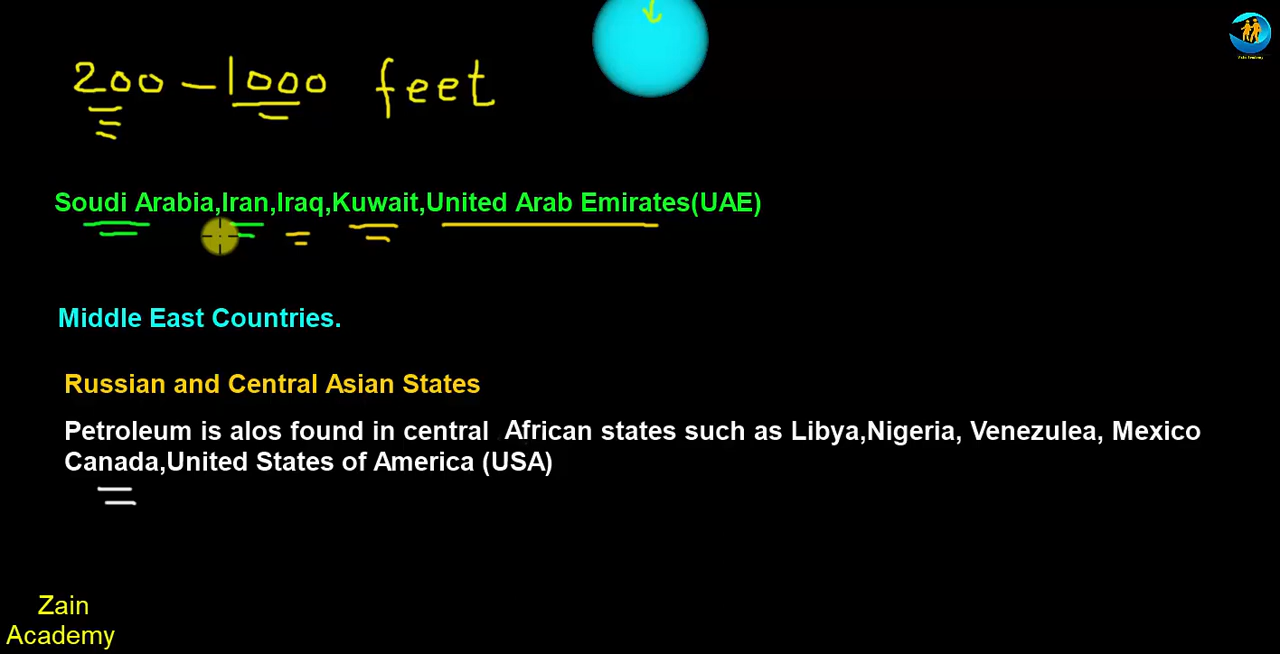 200 - 1000 feet
Soudi Arabia,Iran,Iraq,Kuwait,United Arab Emirates(UAE)
Middle East Countries.
Russian and Central Asian States
Petroleum is alos found in central African states such as Libya,Nigeria, Venezulea, Mexico
Canada,United States of America (USA)
Zain
Academy